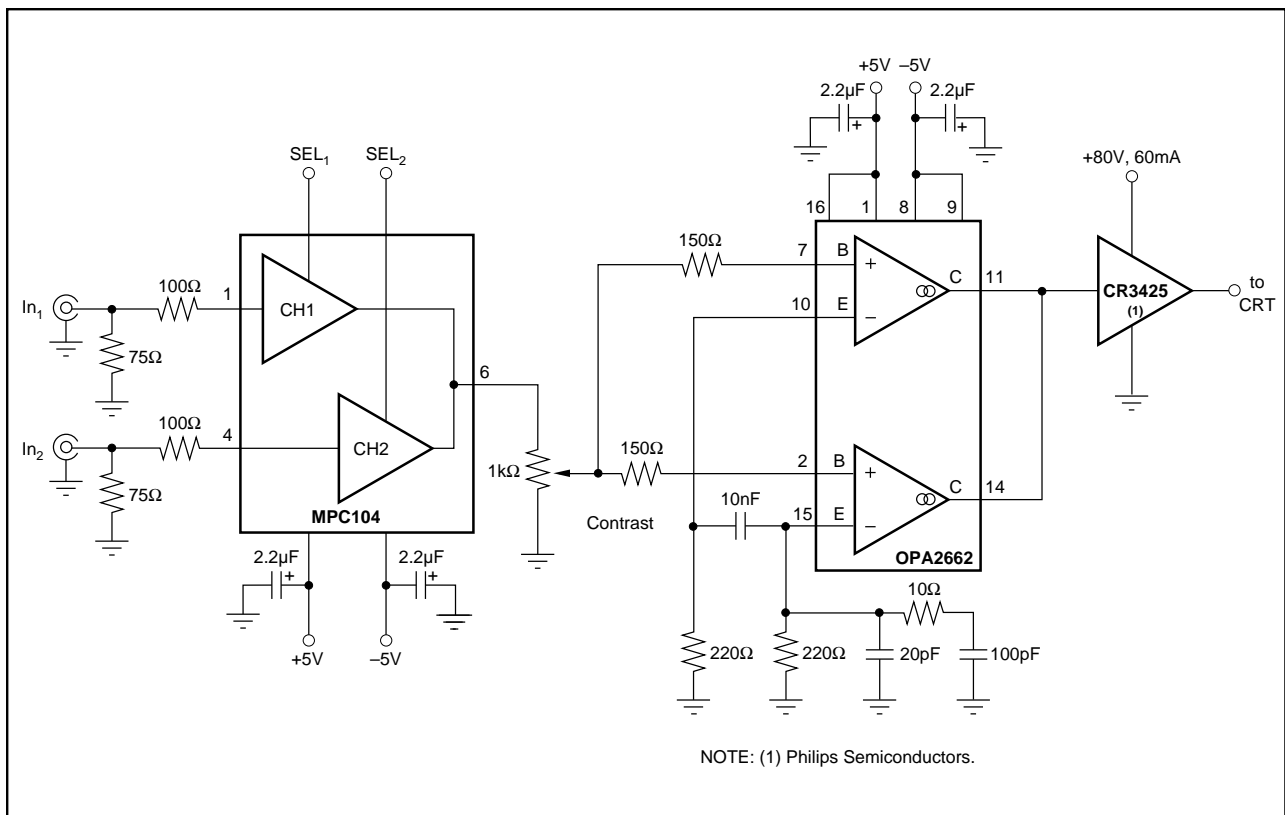 +5V –5V
2.2µF 2.2µF
+ +
SEL1 SEL2
+80V, 60mA
16 1 8 9
150Ω 7 B + C 11
In1 100Ω 1 CH1
10 E –
CR3425
(1)
to
CRT
75Ω
6
In2 100Ω 4 CH2
1kΩ 150Ω 2 B + C 14
10nF
75Ω
MPC104
Contrast
15 E –
OPA2662
2.2µF 2.2µF
+ +
10Ω
220Ω 220Ω 20pF 100pF
+5V –5V
NOTE: (1) Philips Semiconductors.